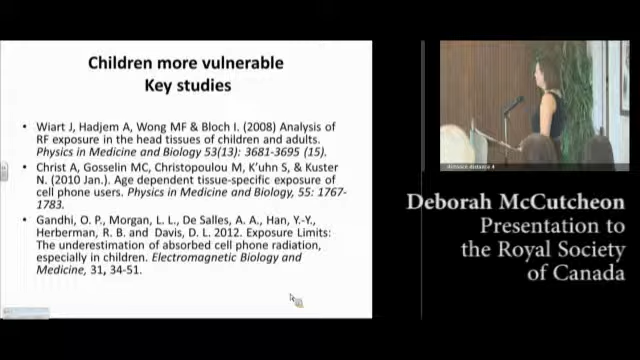 Children more vulnerable
Key studies
• Wiart J, Hadjem A, Wong MF & Bloch I. (2008) Analysis of
RF exposure in the head tissues of children and adults.
Physics in Medicine and Biology 53(13): 3681-3695 (15).
• Christ A, Gosselin MC, Christopoulou M, K'uhn S, & Kuster
N. (2010 Jan.) Age dependent tissue-specific exposure of
cell phone users. Physics in Medicine and Biology, 55: 1767-
1783.
• Gandhi, O. P., Morgan, L. L., De Salles, A. A., Han, Y.-Y.,
Herberman, R. B. and Davis, D. L. 2012. Exposure Limits:
The underestimation of absorbed cell phone radiation,
especially in children. Electromagnetic Biology and
Medicine, 31, 34-51.
Deborah McCutcheon
Presentation to
the Royal Society
of Canada